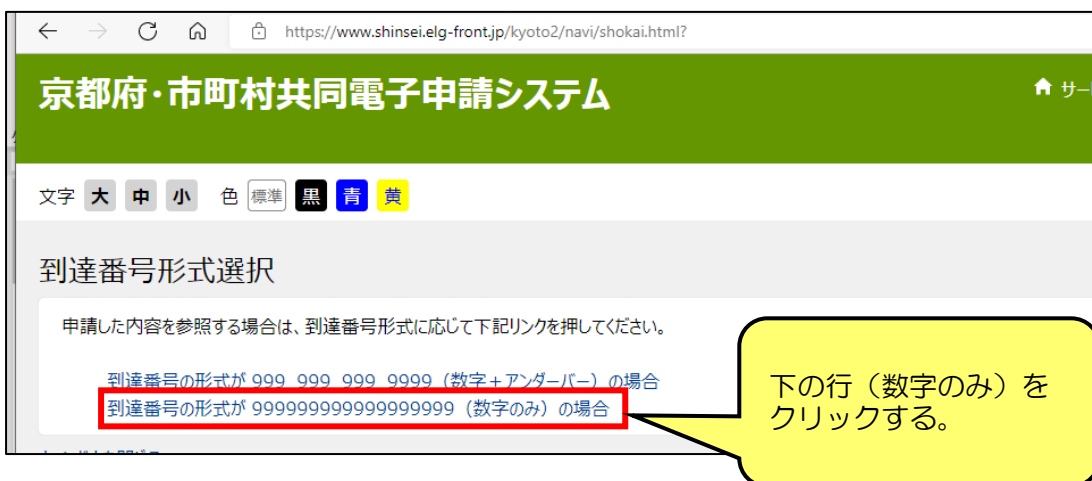 https://www.shinsei.elg-front.jp/kyoto2/navi/shokai.html?
京都府・市町村共同電子申請システム
サー
文字 大 中 小 色 標準 黒 青 黄
到達番号形式選択
申請した内容を参照する場合は、到達番号形式に応じて下記リンクを押してください。
到達番号の形式が 999_999_999_9999（数字+アンダーバー）の場合
到達番号の形式が 999999999999999999（数字のみ）の場合
下の行（数字のみ）を
クリックする。